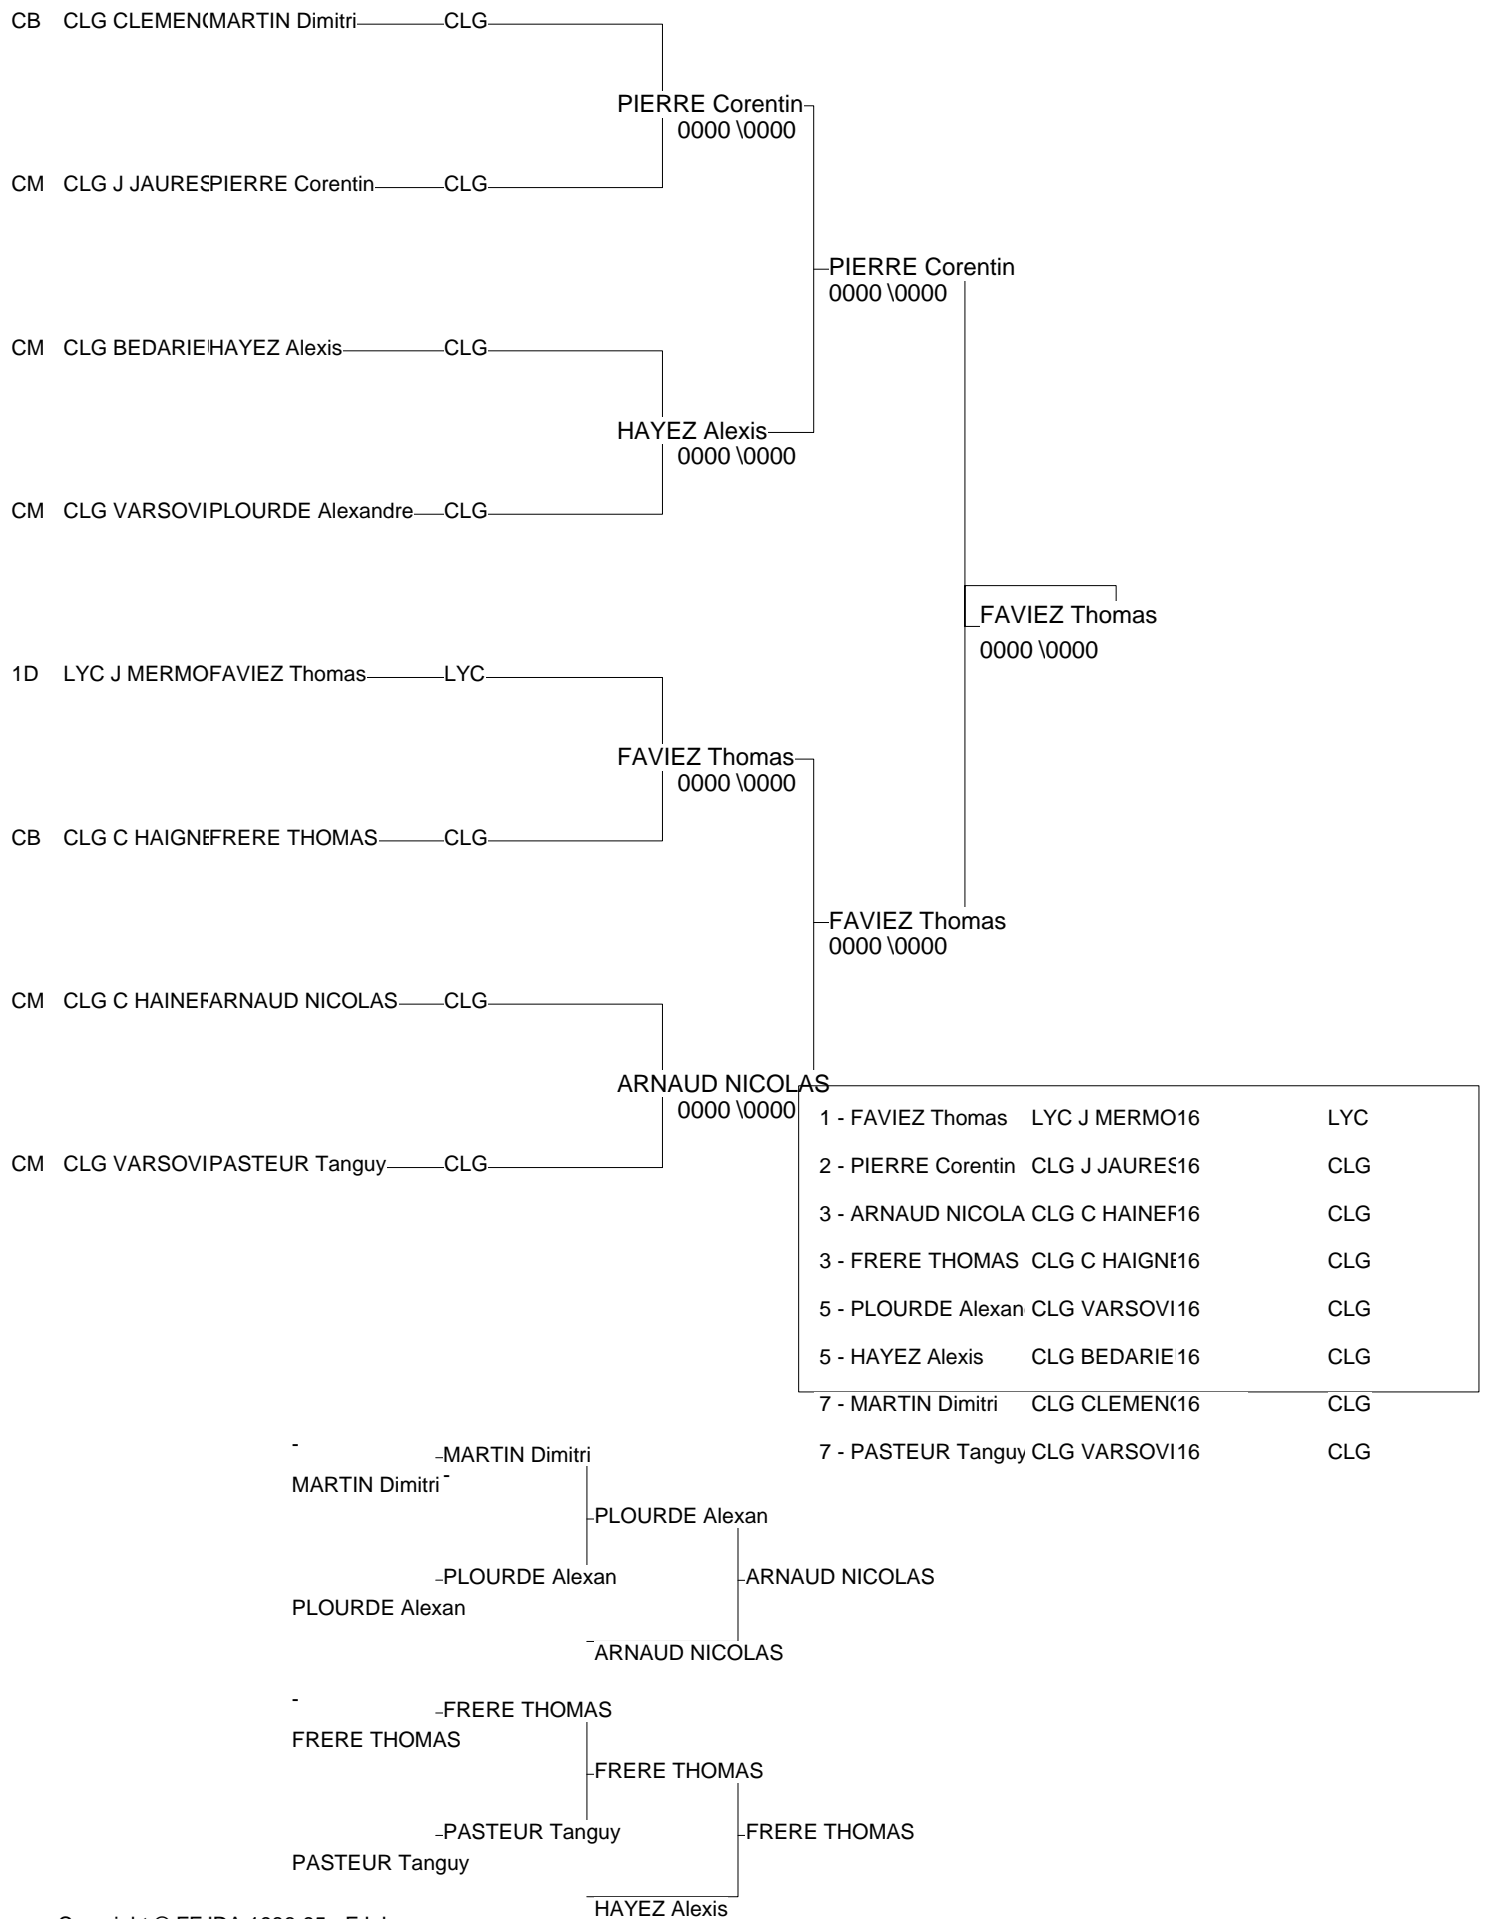 CB CLG CLEMEN MARTIN Dimitri CLG
PIERRE Corentin
0000 \0000
CM CLG J JAURES PIERRE Corentin CLG
PIERRE Corentin
0000 \0000
CM CLG BEDARIE HAYEZ Alexis CLG
HAYEZ Alexis
0000 \0000
CM CLG VARSOVI PLOURDE Alexandre CLG
FAVIEZ Thomas
0000 \0000
1D LYC J MERMO FAVIEZ Thomas LYC
FAVIEZ Thomas
0000 \0000
CB CLG C HAIGNE FRERE THOMAS CLG
FAVIEZ Thomas
0000 \0000
CM CLG C HAINER ARNAUD NICOLAS CLG
ARNAUD NICOLAS
0000 \0000
CM CLG VARSOVI PASTEUR Tanguy CLG
1 - FAVIEZ Thomas LYC J MERMO 16 LYC
2 - PIERRE Corentin CLG J JAURES 16 CLG
3 - ARNAUD NICOLA CLG C HAINER 16 CLG
3 - FRERE THOMAS CLG C HAIGNE 16 CLG
5 - PLOURDE Alexan CLG VARSOVI 16 CLG
5 - HAYEZ Alexis CLG BEDARIE 16 CLG
7 - MARTIN Dimitri CLG CLEMEN 16 CLG
7 - PASTEUR Tanguy CLG VARSOVI 16 CLG
-
MARTIN Dimitri
MARTIN Dimitri -
PLOURDE Alexan
PLOURDE Alexan
ARNAUD NICOLAS
PLOURDE Alexan
ARNAUD NICOLAS
-
FRERE THOMAS
FRERE THOMAS
FRERE THOMAS
PASTEUR Tanguy
FRERE THOMAS
PASTEUR Tanguy
HAYEZ Alexis